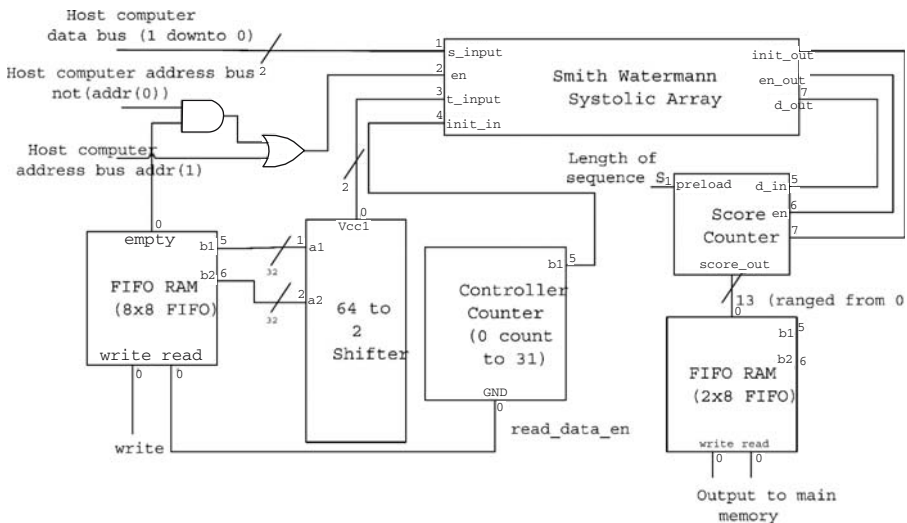 Host computer
data bus (1 downto 0)
2
Host computer address bus
not(addr(0))
Host computer
address bus addr(1)
1
s_input
2
en
3
t_input
4
init_in
Smith Watermann
Systolic Array
init_out
en_out
7
d_out
2
Length of
sequence S
1
preload
d_in
5
en
6
7
Score
Counter
score_out
13 (ranged from 0
0
0
empty
b1
5
b2
6
FIFO RAM
(8x8 FIFO)
write read
0
0
write
32
32
0
Vcc1
1
a1
2
a2
64 to
2
Shifter
b1
5
Controller
Counter
(0 count
to 31)
GND
0
read_data_en
b1
5
b2
6
FIFO RAM
(2x8 FIFO)
write read
0
0
Output to main
memory